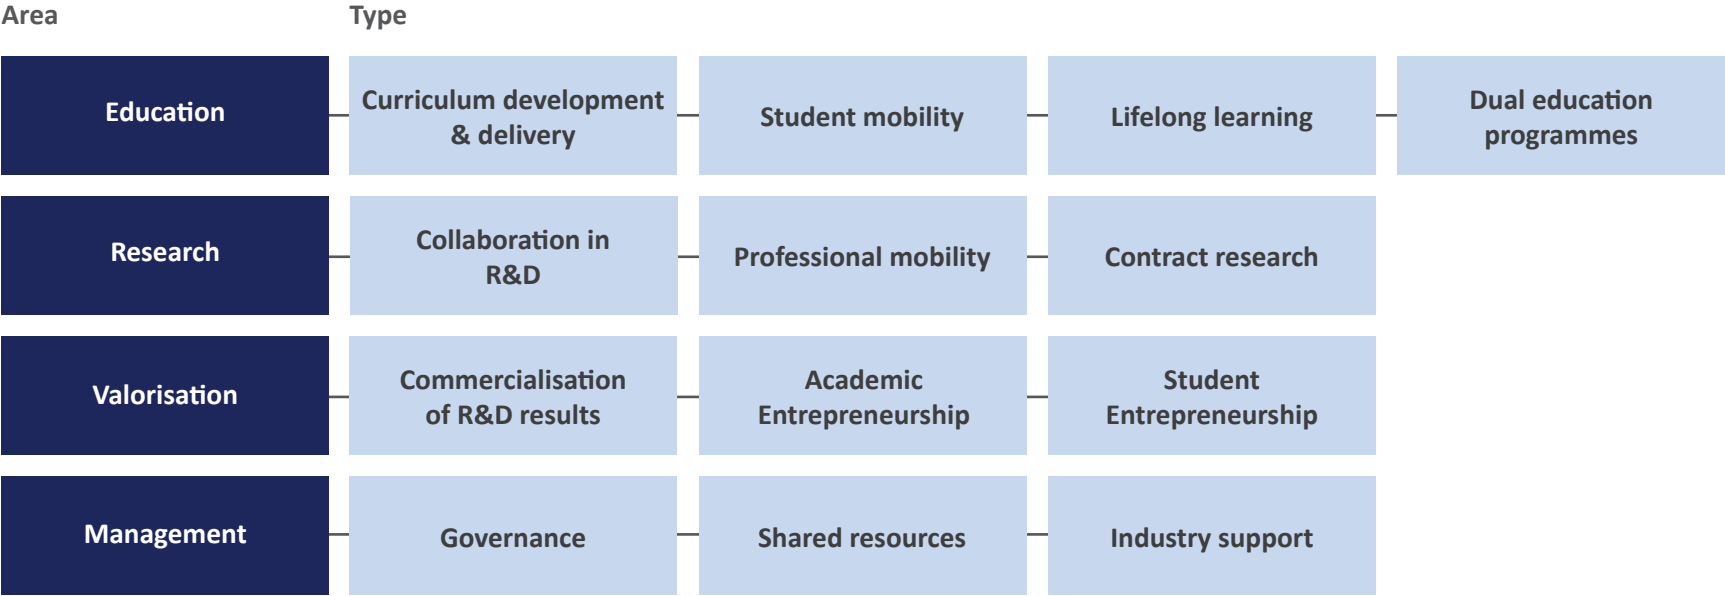 Area
Type
Education
Curriculum development
& delivery
Student mobility
Lifelong learning
Dual education
programmes
Research
Collaboration in
R&D
Professional mobility
Contract research
Valorisation
Commercialisation
of R&D results
Academic
Entrepreneurship
Student
Entrepreneurship
Management
Governance
Shared resources
Industry support